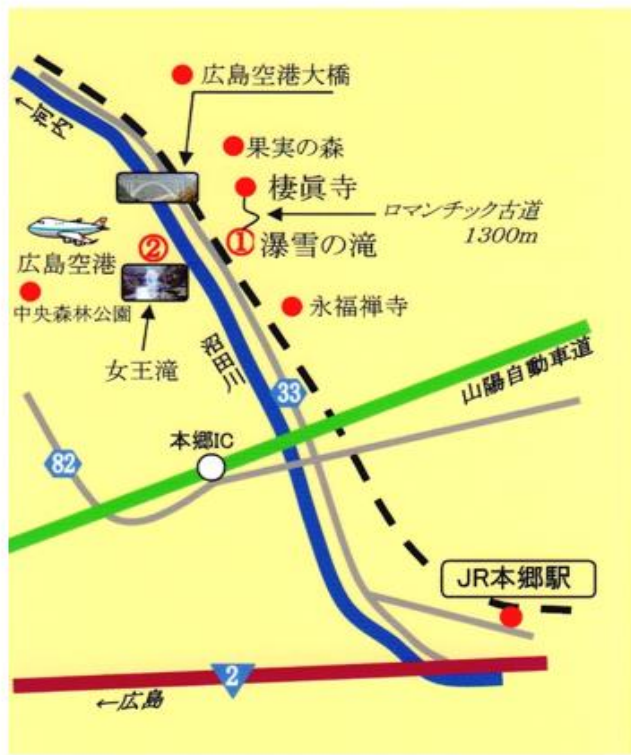 広島空港大橋
←河内
果実の森
棲眞寺
ロマンチック古道
1300m
①瀑雪の滝
②
広島空港
中央森林公園
永福禅寺
女王滝
沼田川
33
山陽自動車道
本郷IC
82
JR本郷駅
2
←広島